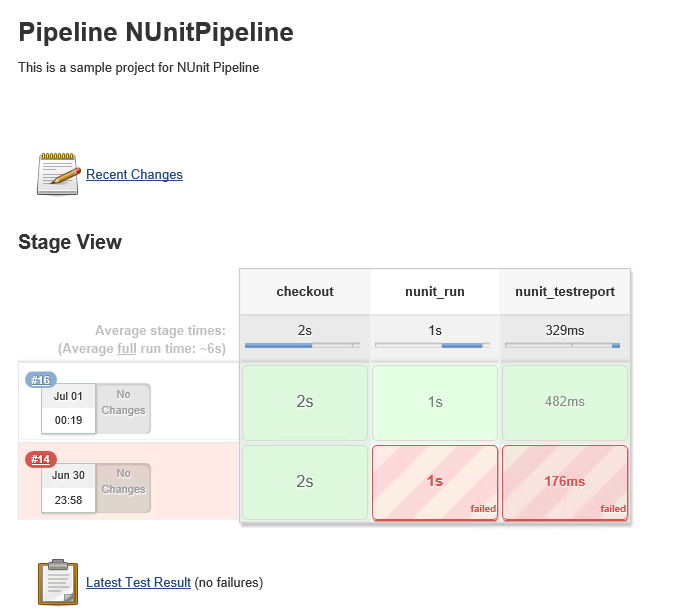 Pipeline NUnitPipeline
This is a sample project for NUnit Pipeline
Recent Changes
Stage View
checkout nunit_run nunit_testreport
Average stage times: 2s 1s 329ms
(Average full run time: ~6s)
#16
Jul 01 No
Changes
00:19
2s 1s 482ms
#14
Jun 30 No
Changes
23:58
2s 1s 176ms
failed failed
Latest Test Result (no failures)